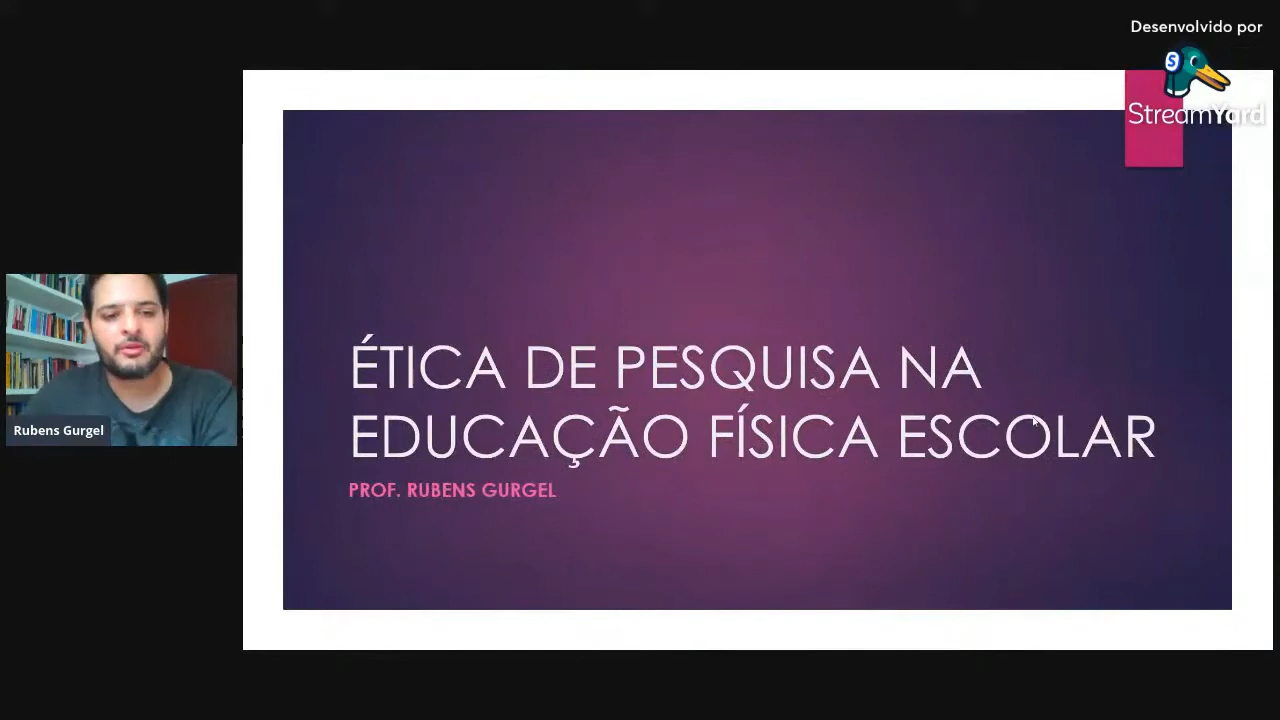 Desenvolvido por
S
StreamYard
ÉTICA DE PESQUISA NA
EDUCAÇÃO FÍSICA ESCOLAR
PROF. RUBENS GURGEL
Rubens Gurgel